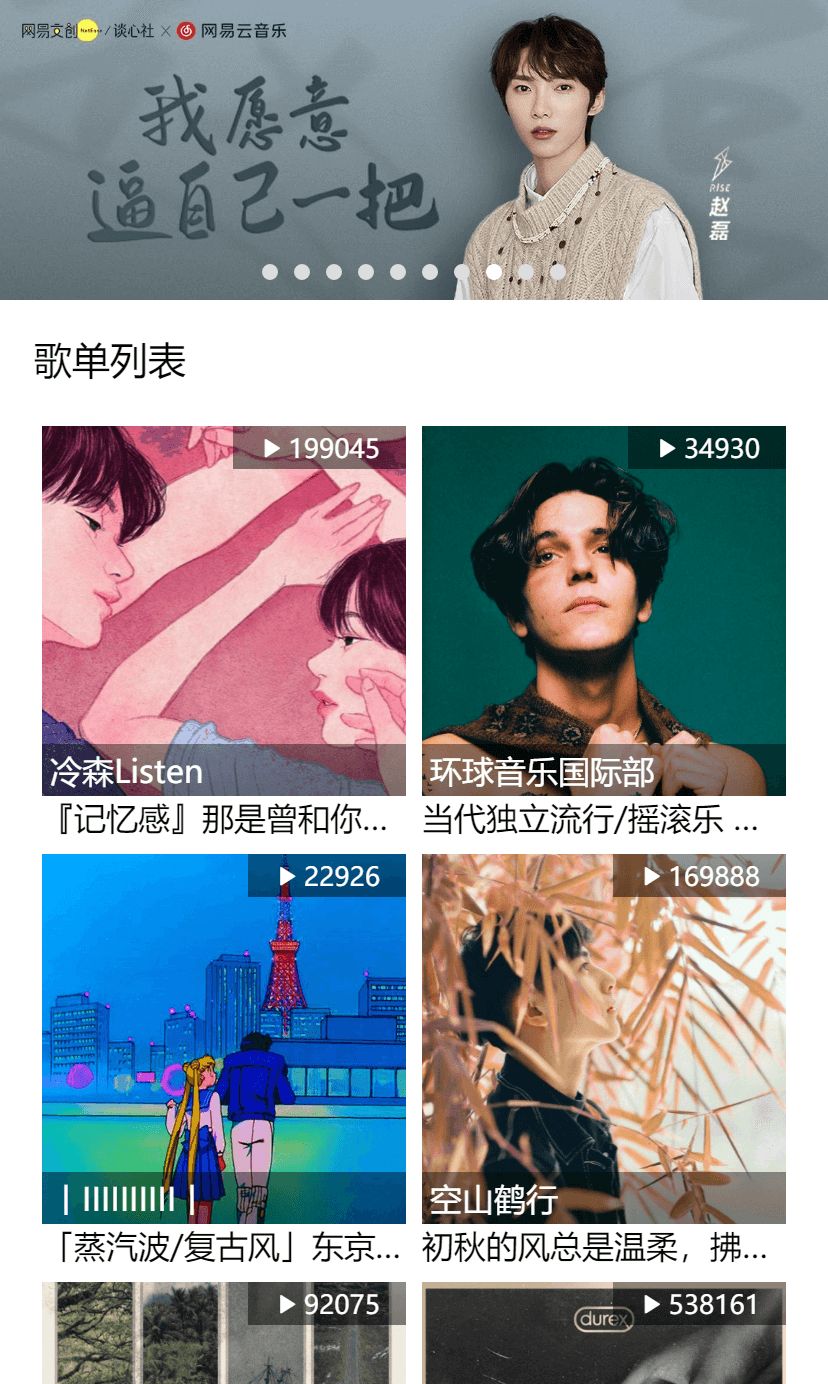 网易文创 NetEase / 谈心社 × 网易云音乐
我愿意
逼自己一把
RISE
赵磊
歌单列表
199045
34930
冷森Listen
环球音乐国际部
『记忆感』那是曾和你...
当代独立流行/摇滚乐 ...
22926
169888
空山鹤行
「蒸汽波/复古风」东京...
初秋的风总是温柔，拂...
92075
538161
durex